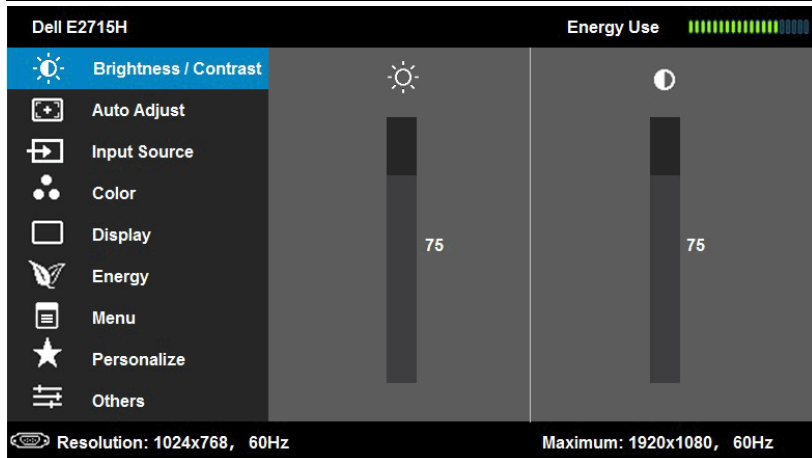 Dell E2715H
Energy Use
Brightness / Contrast
Auto Adjust
Input Source
Color
Display
Energy
Menu
Personalize
Others
75
75
Resolution: 1024x768, 60Hz
Maximum: 1920x1080, 60Hz